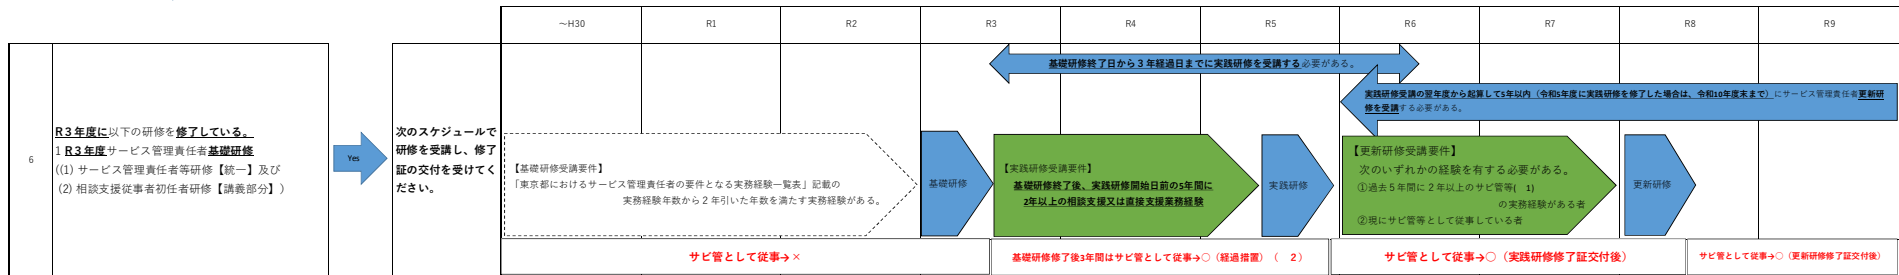 ～H30 R1 R2 R3 R4 R5 R6 R7 R8 R9
6
R３年度に以下の研修を修了している。
１ R３年度サービス管理責任者基礎研修
((1) サービス管理責任者等研修【統一】及び
(2) 相談支援従事者初任者研修【講義部分】）
Yes
次のスケジュールで
研修を受講し、修了
証の交付を受けてく
ださい。
基礎研修終了日から３年経過日までに実践研修を受講する必要がある。
実践研修受講の翌年度から起算して5年以内（令和5年度に実践研修を修了した場合は、令和10年度末まで）にサービス管理責任者更新
研修を受講する必要がある。
【基礎研修受講要件】
「東京都におけるサービス管理責任者の要件となる実務経験一覧表」記載の
実務経験年数から２年引いた年数を満たす実務経験がある。
基礎研修
【実践研修受講要件】
基礎研修終了後、実践研修開始日前の5年間に
2年以上の相談支援又は直接支援業務経験
実践研修
【更新研修受講要件】
次のいずれかの経験を有する必要がある。
①過去５年間に２年以上のサビ管等( 1)
の実務経験がある者
②現にサビ管等として従事している者
更新研修
サビ管として従事→×
基礎研修修了後3年間はサビ管として従事→○（経過措置）（ 2）
サビ管として従事→○（実践研修修了証交付後）
サビ管として従事→○（更新研修修了証交付後）